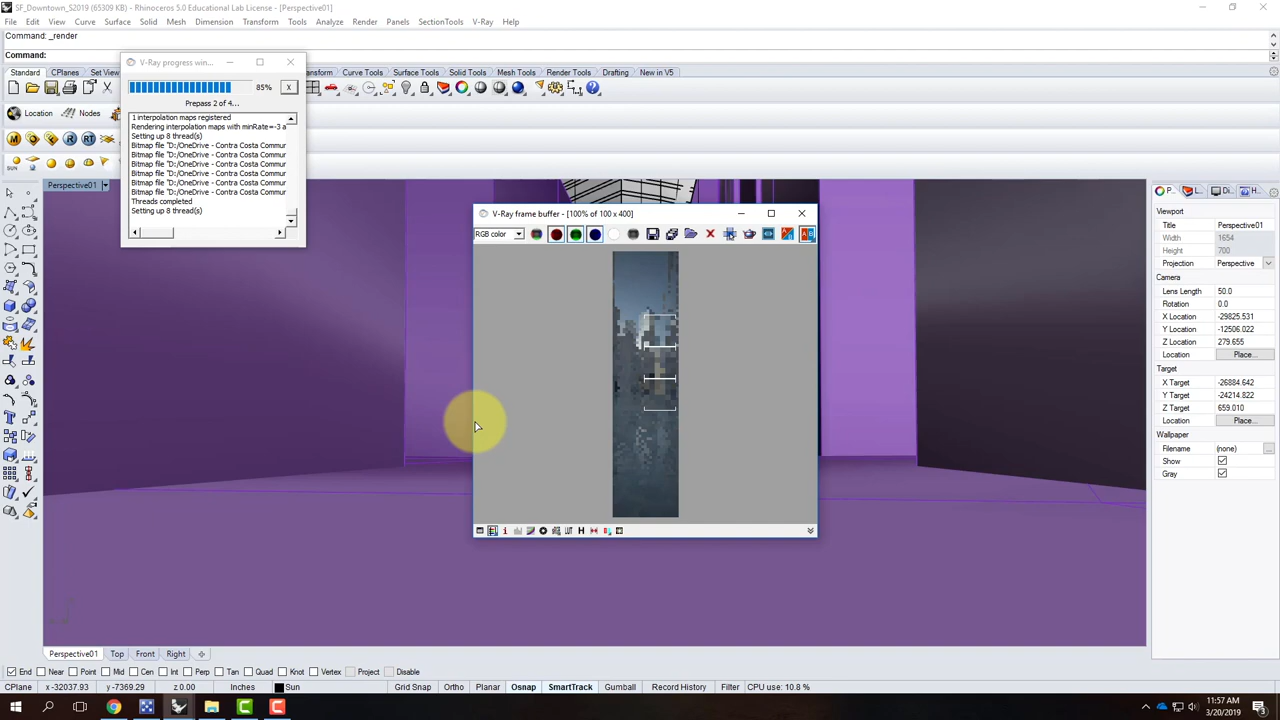 SF_Downtown_S2019 (65309 KB) - Rhinoceros 5.0 Educational Lab License - [Perspective01]
File Edit View Curve Surface Solid Mesh Dimension Transform Tools Analyze Render Panels SectionTools V-Ray Help
Command: _render
Command:
Standard CPlanes Set View
ansform Curve Tools Surface Tools Solid Tools Mesh Tools Render Tools Drafting New in V5
Location Nodes
V-Ray progress win...
85% x
Prepass 2 of 4...
1 interpolation maps registered
Rendering interpolation maps with minRate=-3 a
Setting up 8 thread(s)
Bitmap file "D:/OneDrive - Contra Costa Commur
Bitmap file "D:/OneDrive - Contra Costa Commur
Bitmap file "D:/OneDrive - Contra Costa Commur
Bitmap file "D:/OneDrive - Contra Costa Commur
Bitmap file "D:/OneDrive - Contra Costa Commur
Bitmap file "D:/OneDrive - Contra Costa Commur
Threads completed
Setting up 8 thread(s)
R RT
SUN
Perspective01
V-Ray frame buffer - [100% of 100 x 400]
RGB color
H
P... L... Di... H...
Viewport
Title Perspective01
Width 1654
Height 700
Projection Perspective
Camera
Lens Length 50.0
Rotation 0.0
X Location -29825.531
Y Location -12506.022
Z Location 279.655
Location Place...
Target
X Target -26884.642
Y Target -24214.822
Z Target 659.010
Location Place...
Wallpaper
Filename (none) ...
Show
Gray
Perspective01 Top Front Right
End Near Point Mid Cen Int Perp Tan Quad Knot Vertex Project Disable
CPlane x -32037.93 y -7369.29 z 0.00 Inches Sun Grid Snap Ortho Planar Osnap SmartTrack Gumball Record History Filter CPU use: 10.8 %
11:57 AM
3/20/2019